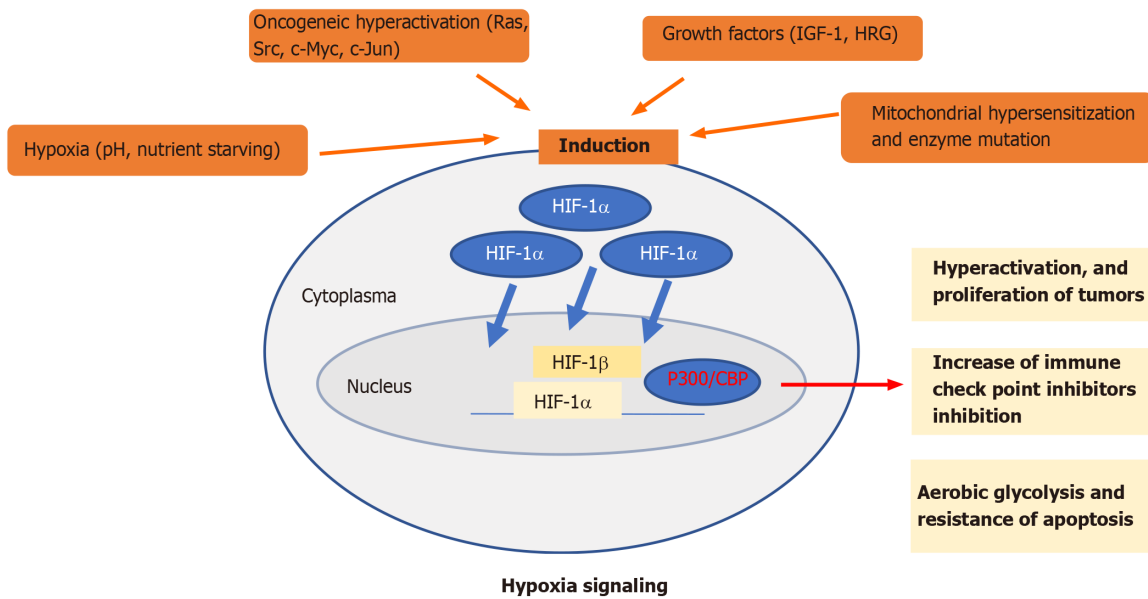 Oncogeneic hyperactivation (Ras,
Src, c-Myc, c-Jun)
Growth factors (IGF-1, HRG)
Hypoxia (pH, nutrient starving)
Mitochondrial hypersensitization
and enzyme mutation
Induction
HIF-1α
HIF-1α
HIF-1α
Cytoplasma
Nucleus
HIF-1β
P300/CBP
HIF-1α
Hyperactivation, and
proliferation of tumors
Increase of immune
check point inhibitors
inhibition
Aerobic glycolysis and
resistance of apoptosis
Hypoxia signaling